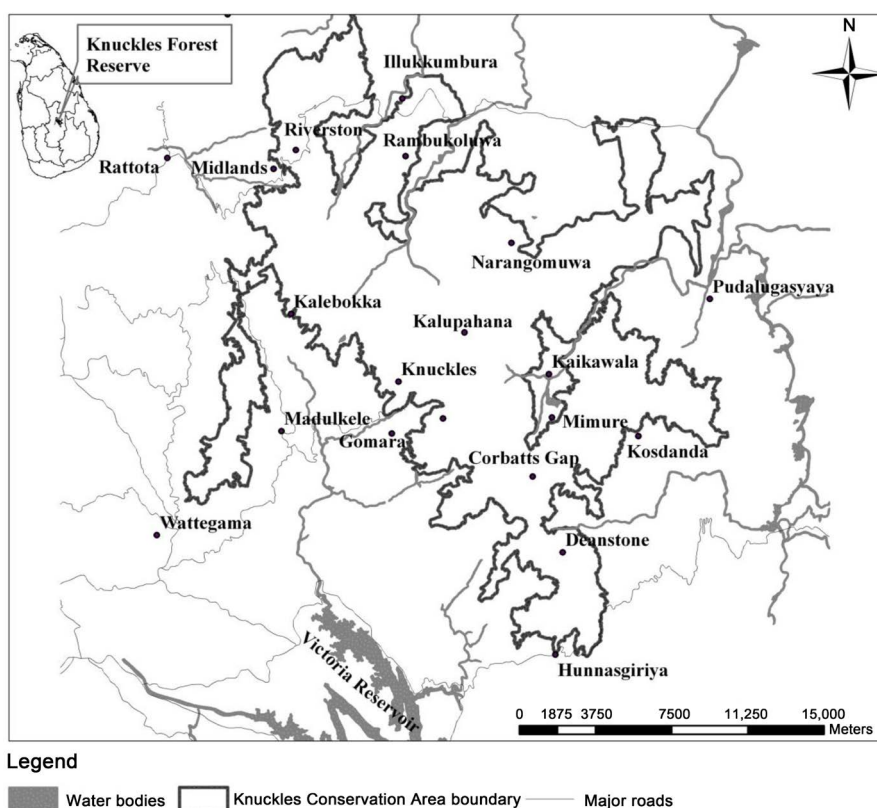 Knuckles Forest
Reserve
N
Illukkumbura
Riverston
Rambukoluwa
Rattota
Midlands
Narangomuwa
Pudalugasyaya
Kalebokka
Kalupahana
Kaikawala
Knuckles
Madulkele
Mimure
Gomara
Kosdanda
Corbatts Gap
Wattegama
Deanstone
Victoria Reservoir
Hunnasgiriya
0 1875 3750 7500 11,250 15,000
Meters
Legend
Water bodies Knuckles Conservation Area boundary Major roads